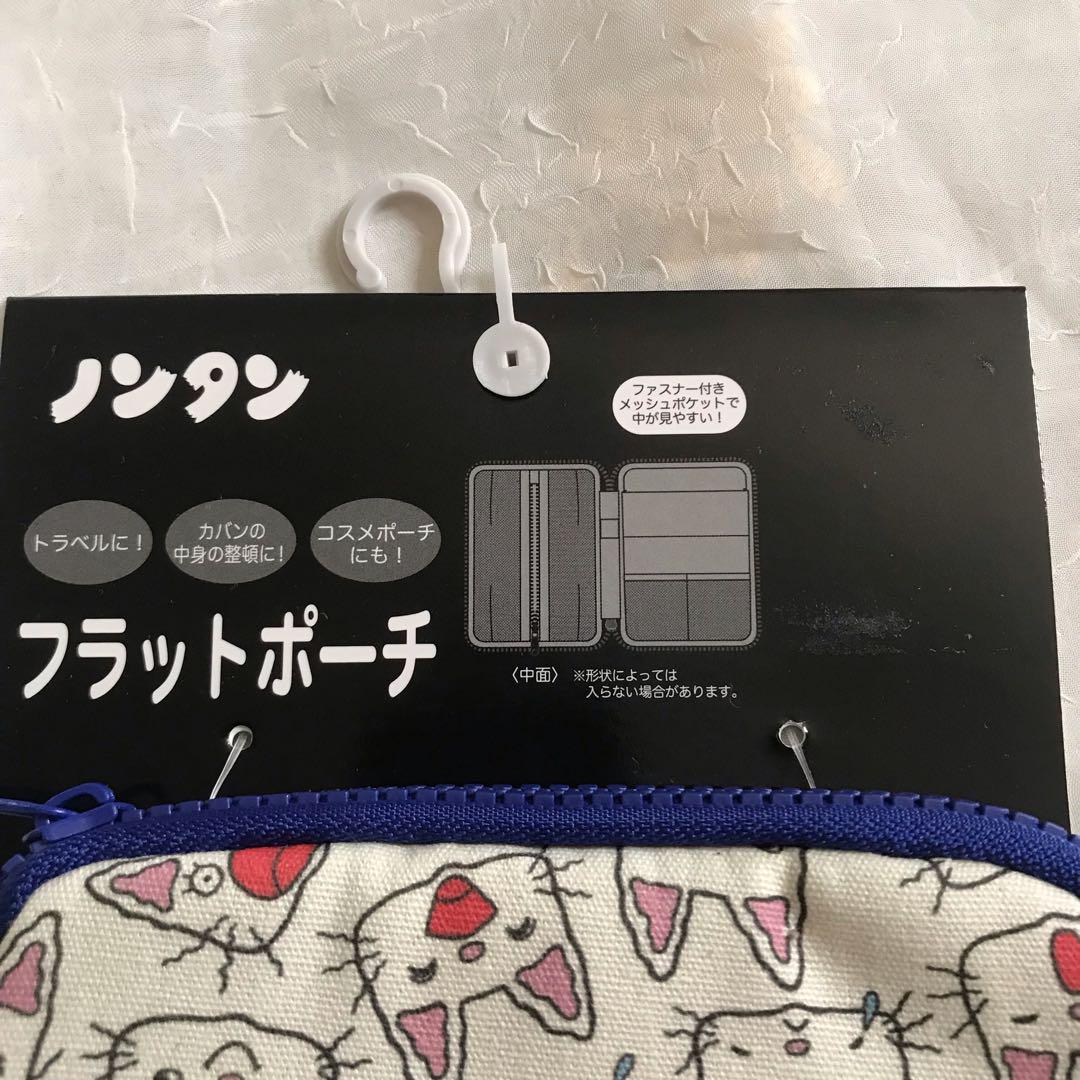 ノンタン
ファスナー付き
メッシュポケットで
中が見やすい！
トラベルに！
カバンの
中身の整頓に！
コスメポーチ
にも！
フラットポーチ
〈中面〉
※形状によっては
入らない場合があります。